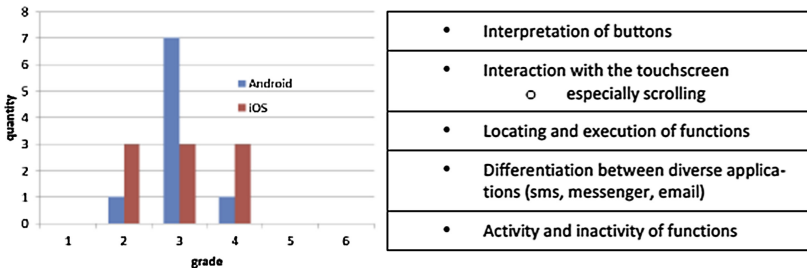 8
7
6
5
4
3
2
1
0
quantity
Android
iOS
1 2 3 4 5 6
grade
• Interpretation of buttons
• Interaction with the touchscreen
o especially scrolling
• Locating and execution of functions
• Differentiation between diverse applica-
tions (sms, messenger, email)
• Activity and inactivity of functions